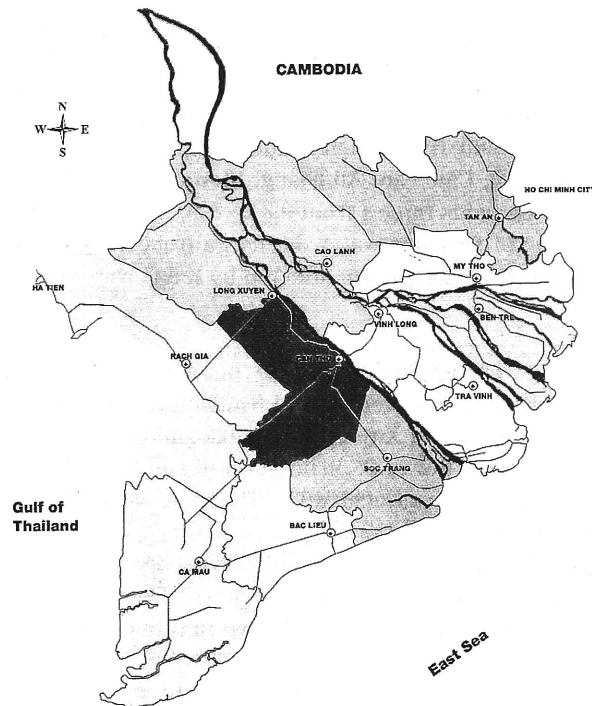 CAMBODIA
N
W E
S
HO CHI MINH CITY
TAN AN
CAO LANH
MY THO
HA TIEN
LONG XUYEN
VINH LONG
BEN TRE
RACH GIA
CAN THO
TRA VINH
SOC TRANG
Gulf of
Thailand
BAC LIEU
CA MAU
East Sea